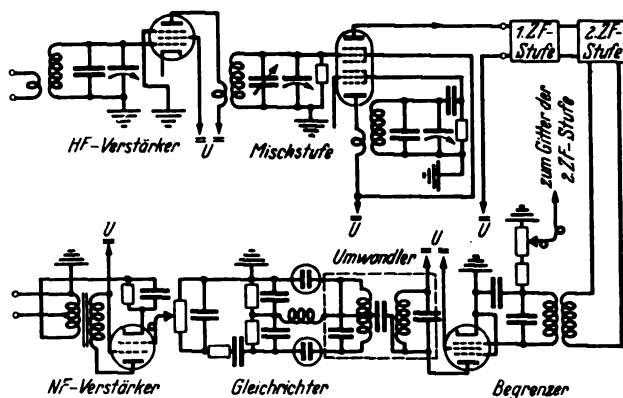 1. ZF-
Stufe
2. ZF-
Stufe
HF-Verstärker
U
Mischstufe
U
U
zum Gitter der
2. ZF-Stufe
U
Umwandler
U
NF-Verstärker
Gleichrichter
Begrenzer